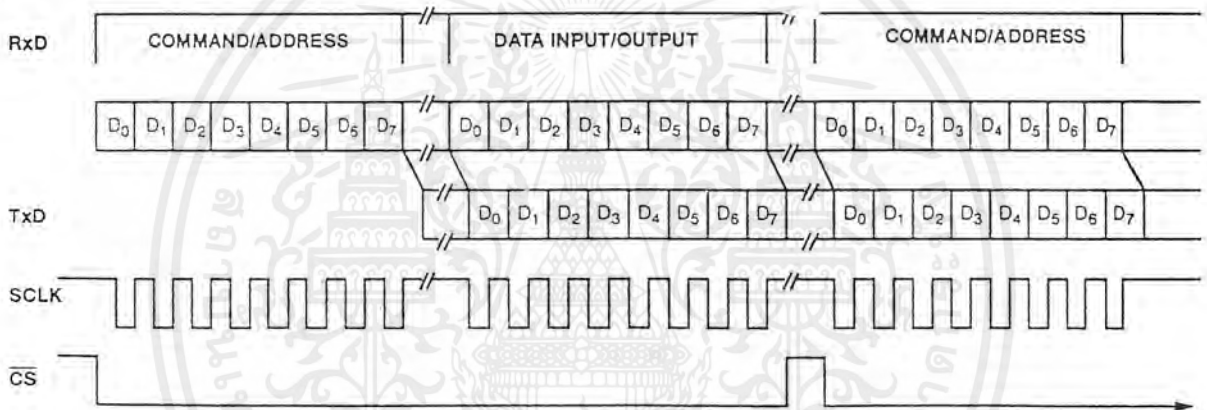 RxD COMMAND/ADDRESS DATA INPUT/OUTPUT COMMAND/ADDRESS
D0 D1 D2 D3 D4 D5 D6 D7 D0 D1 D2 D3 D4 D5 D6 D7 D0 D1 D2 D3 D4 D5 D6 D7
TxD D0 D1 D2 D3 D4 D5 D6 D7 D0 D1 D2 D3 D4 D5 D6 D7
SCLK
CS